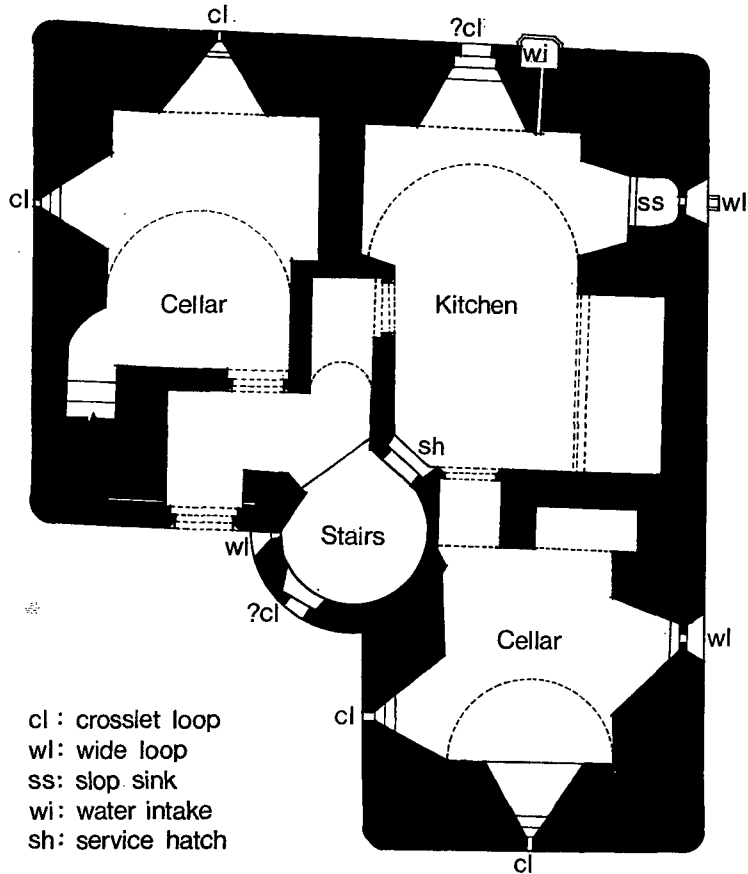 cl
?cl
wi
cl
ss
wl
Cellar
Kitchen
sh
Stairs
wl
?cl
Cellar
wl
cl
cl
cl : crosslet loop
wl: wide loop
ss: slop sink
wi: water intake
sh: service hatch